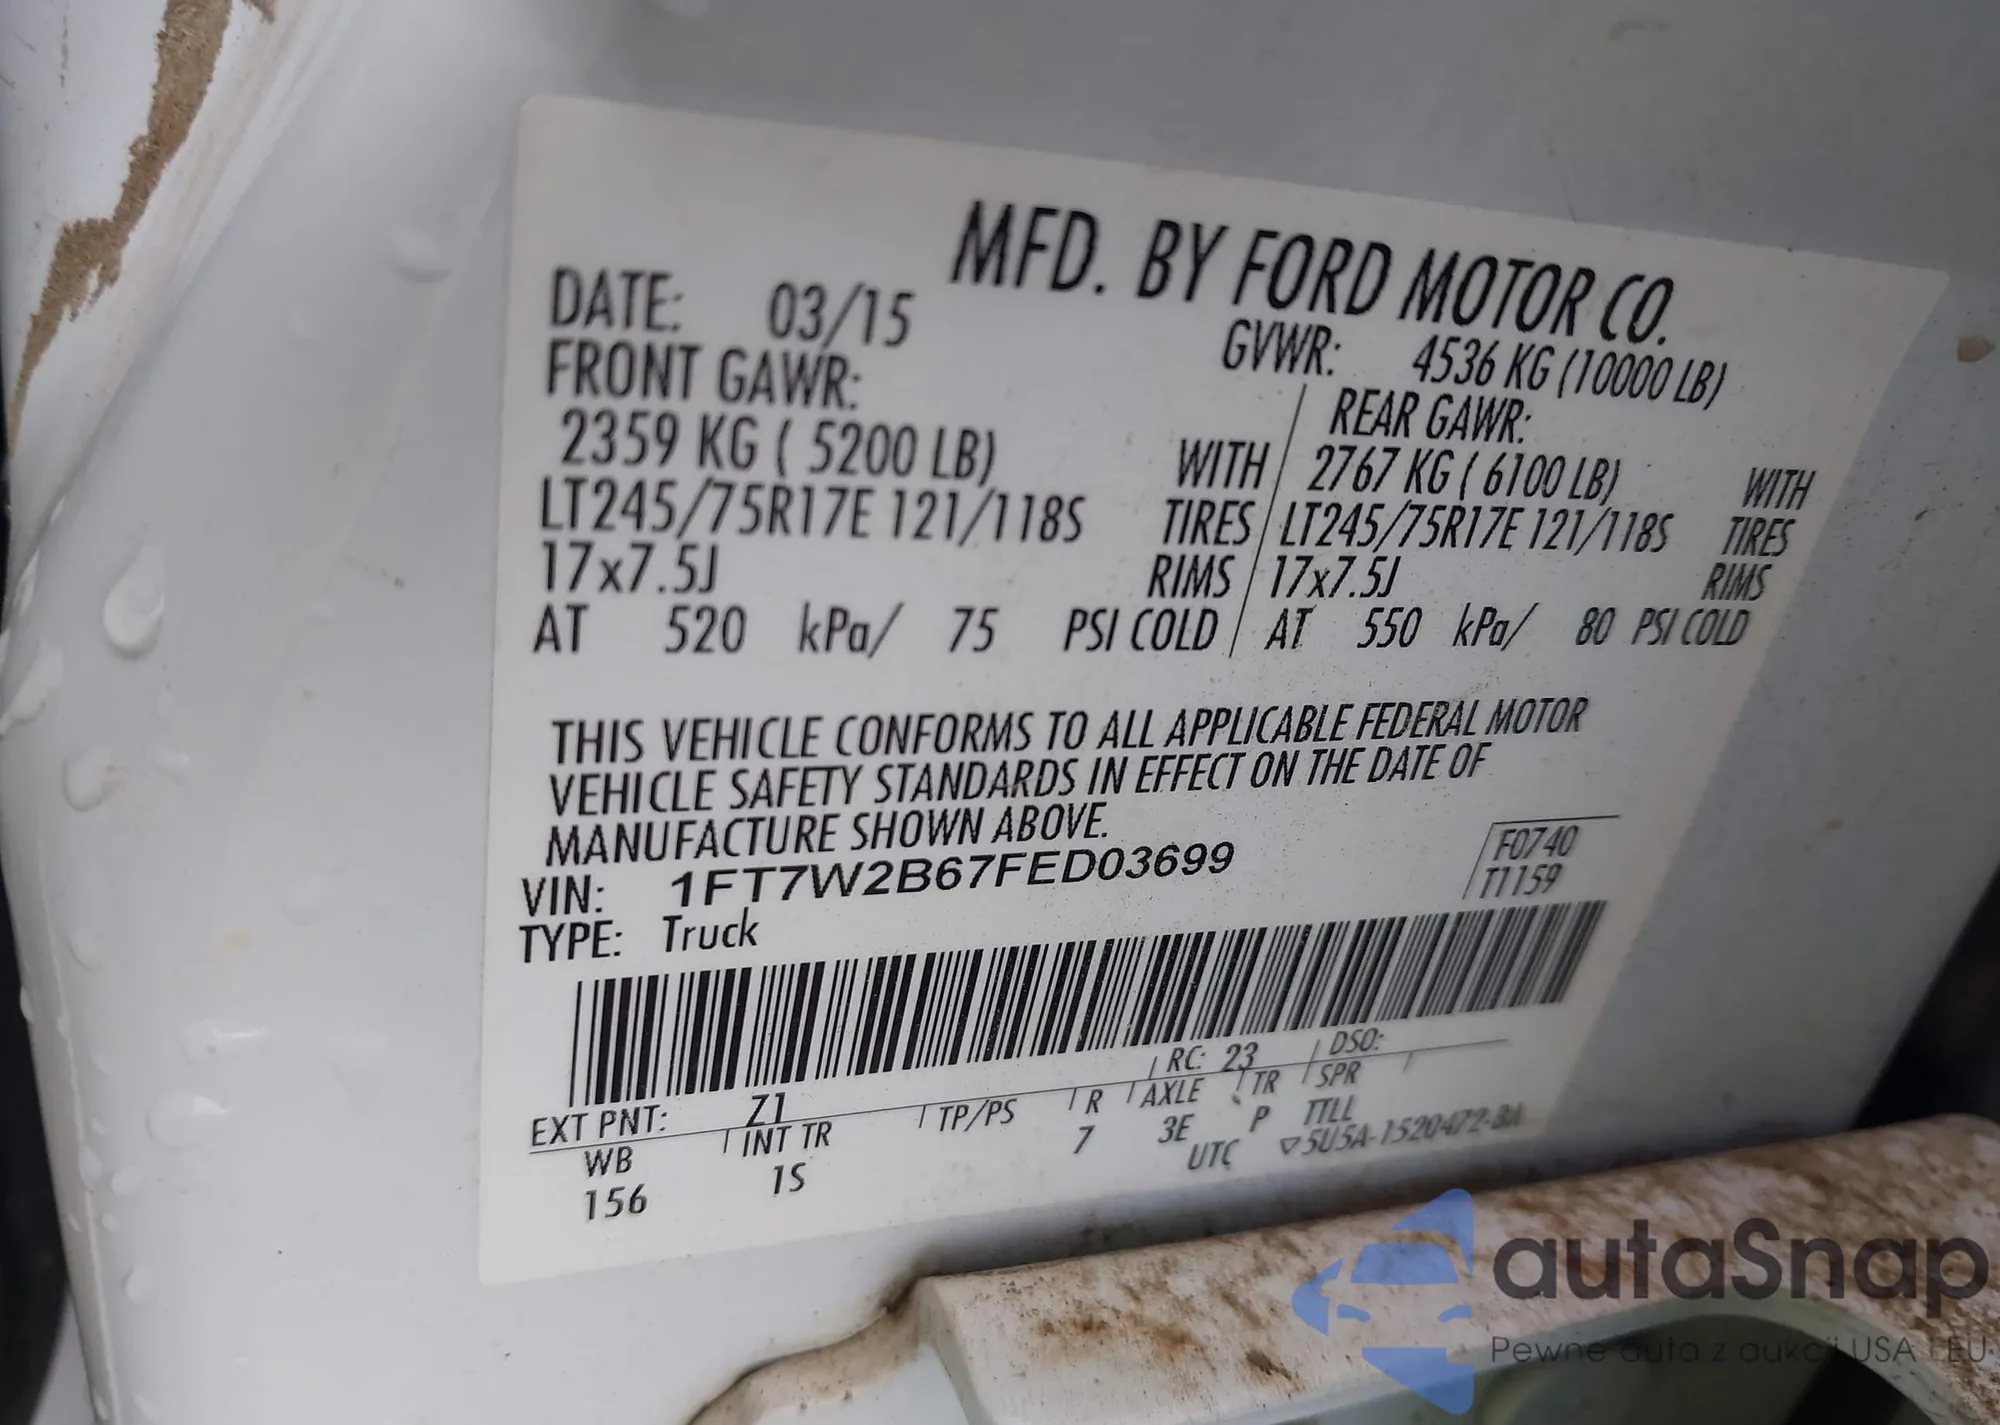 MFD. BY FORD MOTOR CO.
DATE: 03/15 GVWR: 4536 KG (10000 LB)
FRONT GAWR: REAR GAWR:
2359 KG ( 5200 LB) WITH 2767 KG ( 6100 LB) WITH
LT245/75R17E 121/118S TIRES LT245/75R17E 121/118S TIRES
17x7.5J RIMS 17x7.5J RIMS
AT 520 kPa/ 75 PSI COLD AT 550 kPa/ 80 PSI COLD
THIS VEHICLE CONFORMS TO ALL APPLICABLE FEDERAL MOTOR
VEHICLE SAFETY STANDARDS IN EFFECT ON THE DATE OF
MANUFACTURE SHOWN ABOVE.
VIN: 1FT7W2B67FED03699 F0740
TYPE: Truck T1159
EXT PNT: Z1 RC: 23 DSO:
WB INT TR TP/PS R AXLE TR SPR
156 1S 7 3E P TTLL
UTC ▽5U5A-1520472-BA
autaSnap
Pewne auta z aukcji USA i EU